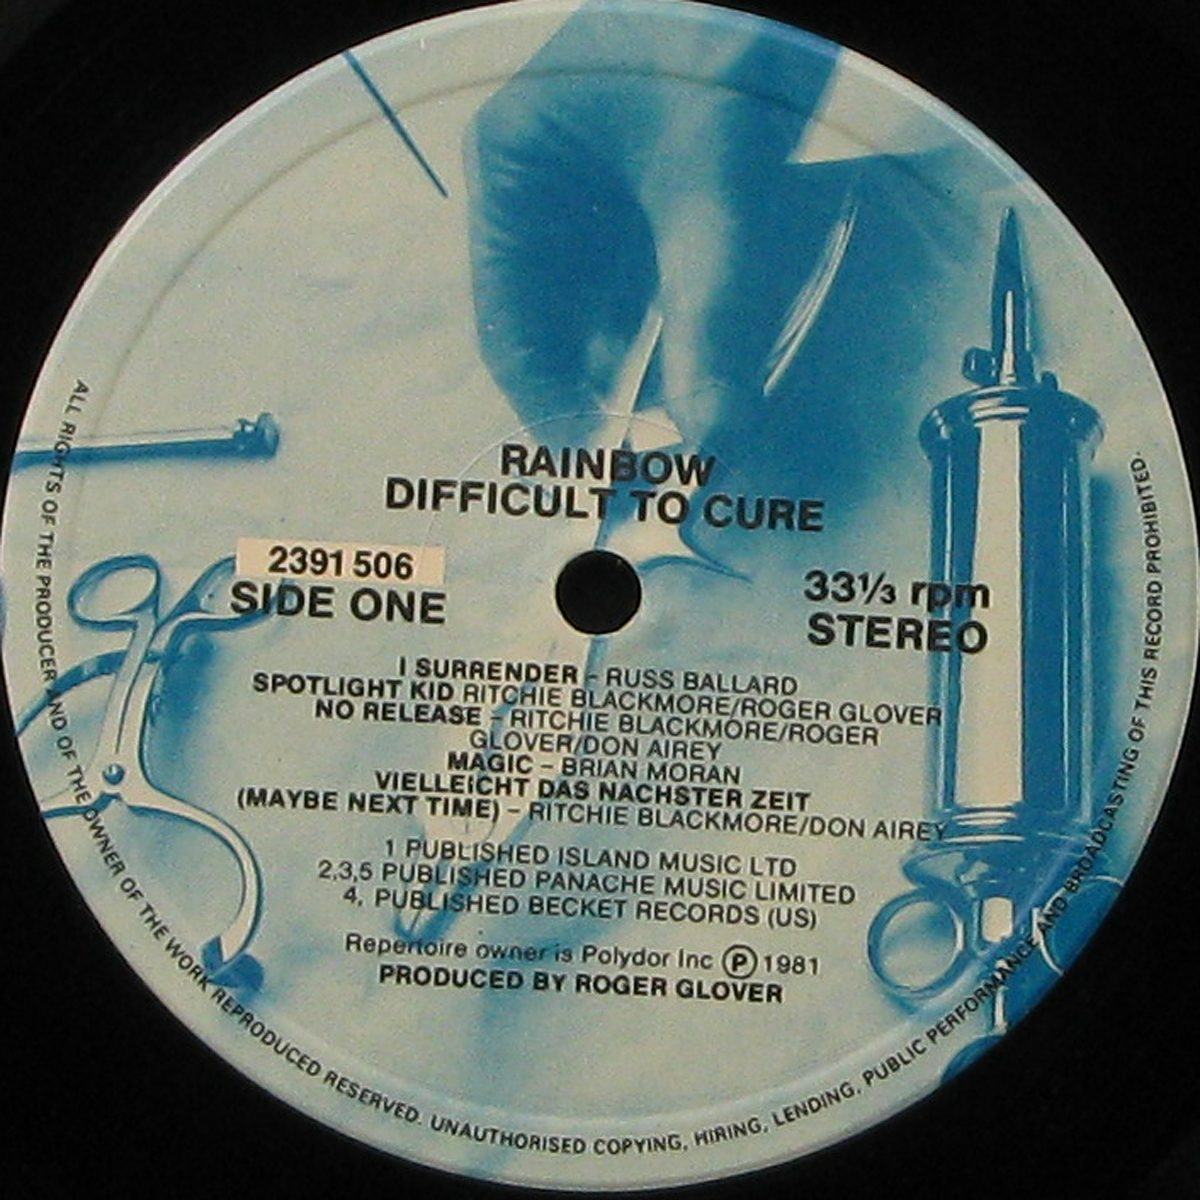 RAINBOW
DIFFICULT TO CURE
2391 506
SIDE ONE
33⅓ rpm
STEREO
I SURRENDER – RUSS BALLARD
SPOTLIGHT KID RITCHIE BLACKMORE/ROGER GLOVER
NO RELEASE – RITCHIE BLACKMORE/ROGER
GLOVER/DON AIREY
MAGIC – BRIAN MORAN
VIELLEICHT DAS NACHSTER ZEIT
(MAYBE NEXT TIME) – RITCHIE BLACKMORE/DON AIREY
1 PUBLISHED ISLAND MUSIC LTD
2,3,5 PUBLISHED PANACHE MUSIC LIMITED
4, PUBLISHED BECKET RECORDS (US)
Repertoire owner is Polydor Inc Ⓟ 1981
PRODUCED BY ROGER GLOVER
ALL RIGHTS OF THE PRODUCER AND OF THE OWNER OF THE WORK REPRODUCED RESERVED. UNAUTHORISED COPYING, HIRING, LENDING, PUBLIC PERFORMANCE AND BROADCASTING OF THIS RECORD PROHIBITED.